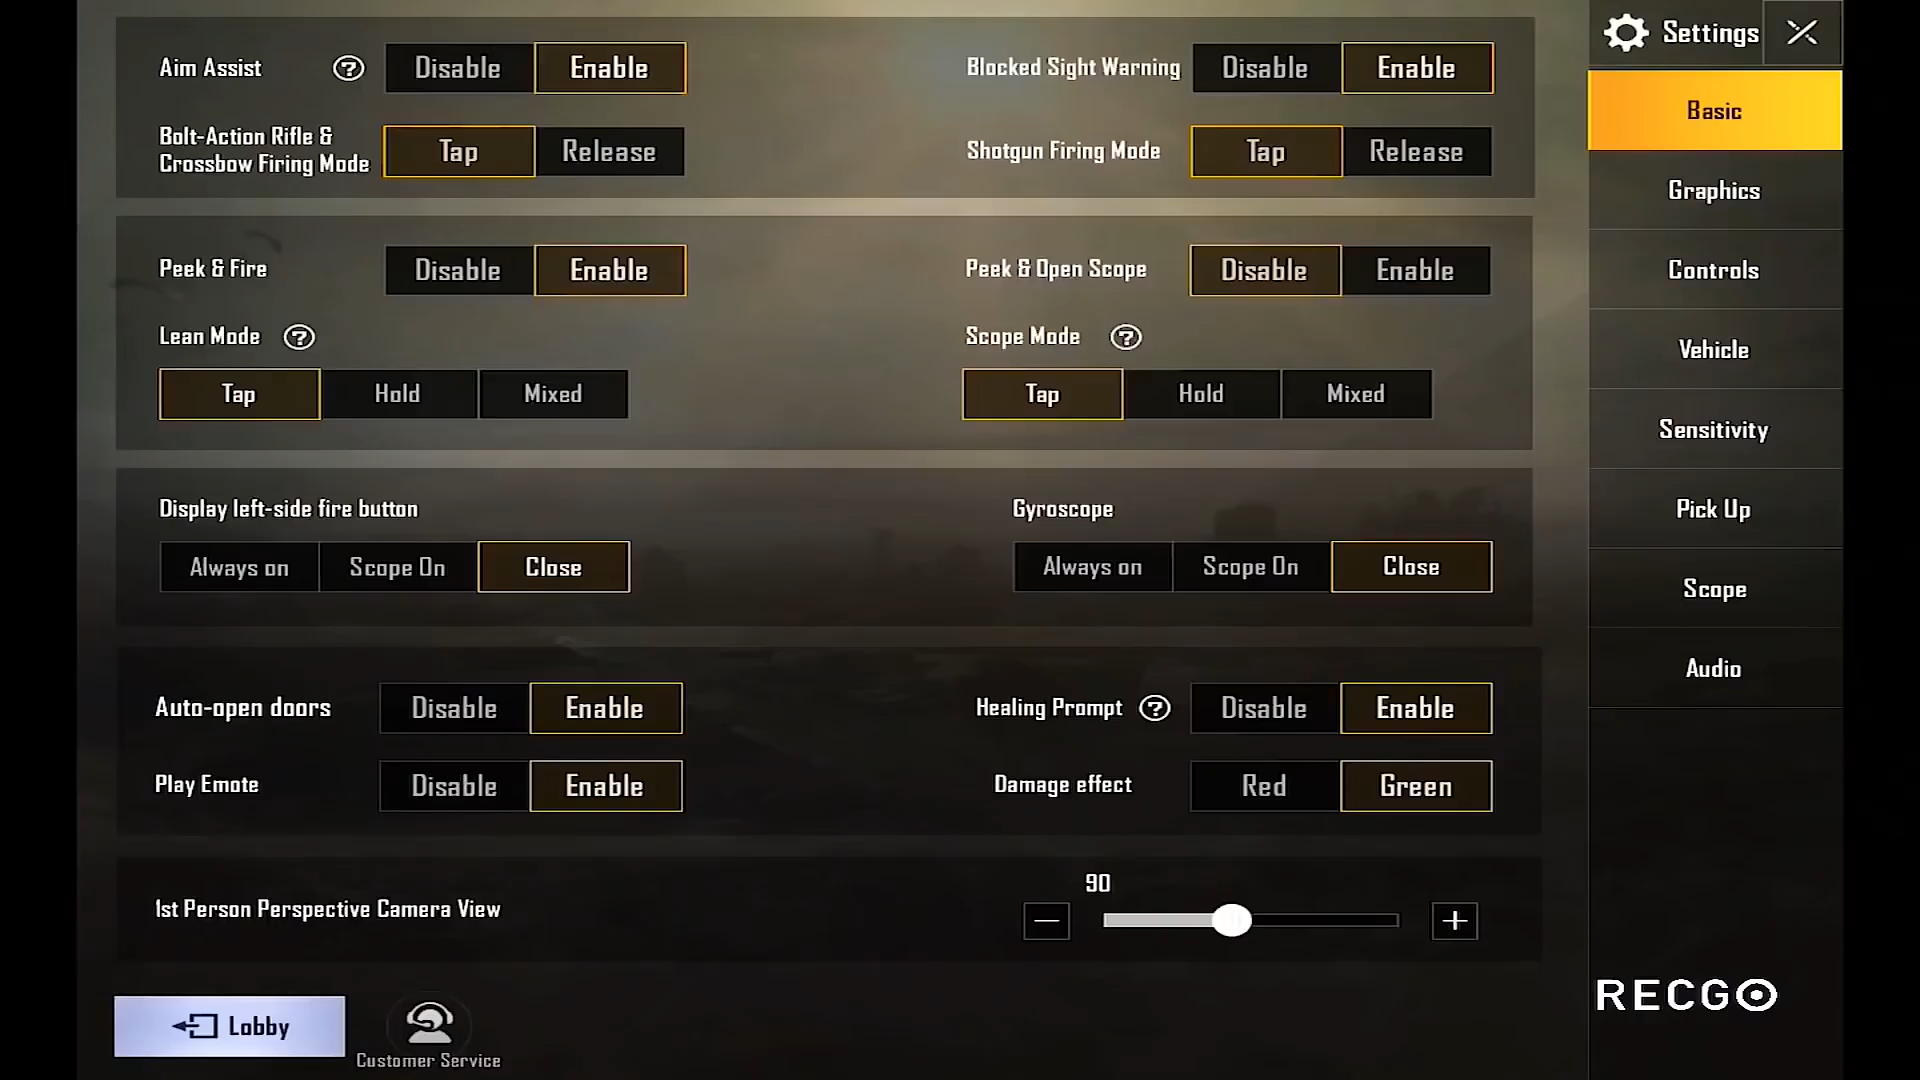 Aim Assist ? Disable Enable Blocked Sight Warning Disable Enable
Bolt-Action Rifle &
Crossbow Firing Mode Tap Release Shotgun Firing Mode Tap Release
Peek & Fire Disable Enable Peek & Open Scope Disable Enable
Lean Mode ? Scope Mode ?
Tap Hold Mixed Tap Hold Mixed
Display left-side fire button Gyroscope
Always on Scope On Close Always on Scope On Close
Auto-open doors Disable Enable Healing Prompt ? Disable Enable
Play Emote Disable Enable Damage effect Red Green
90
1st Person Perspective Camera View
Lobby
Customer Service
Settings
Basic
Graphics
Controls
Vehicle
Sensitivity
Pick Up
Scope
Audio
RECGO